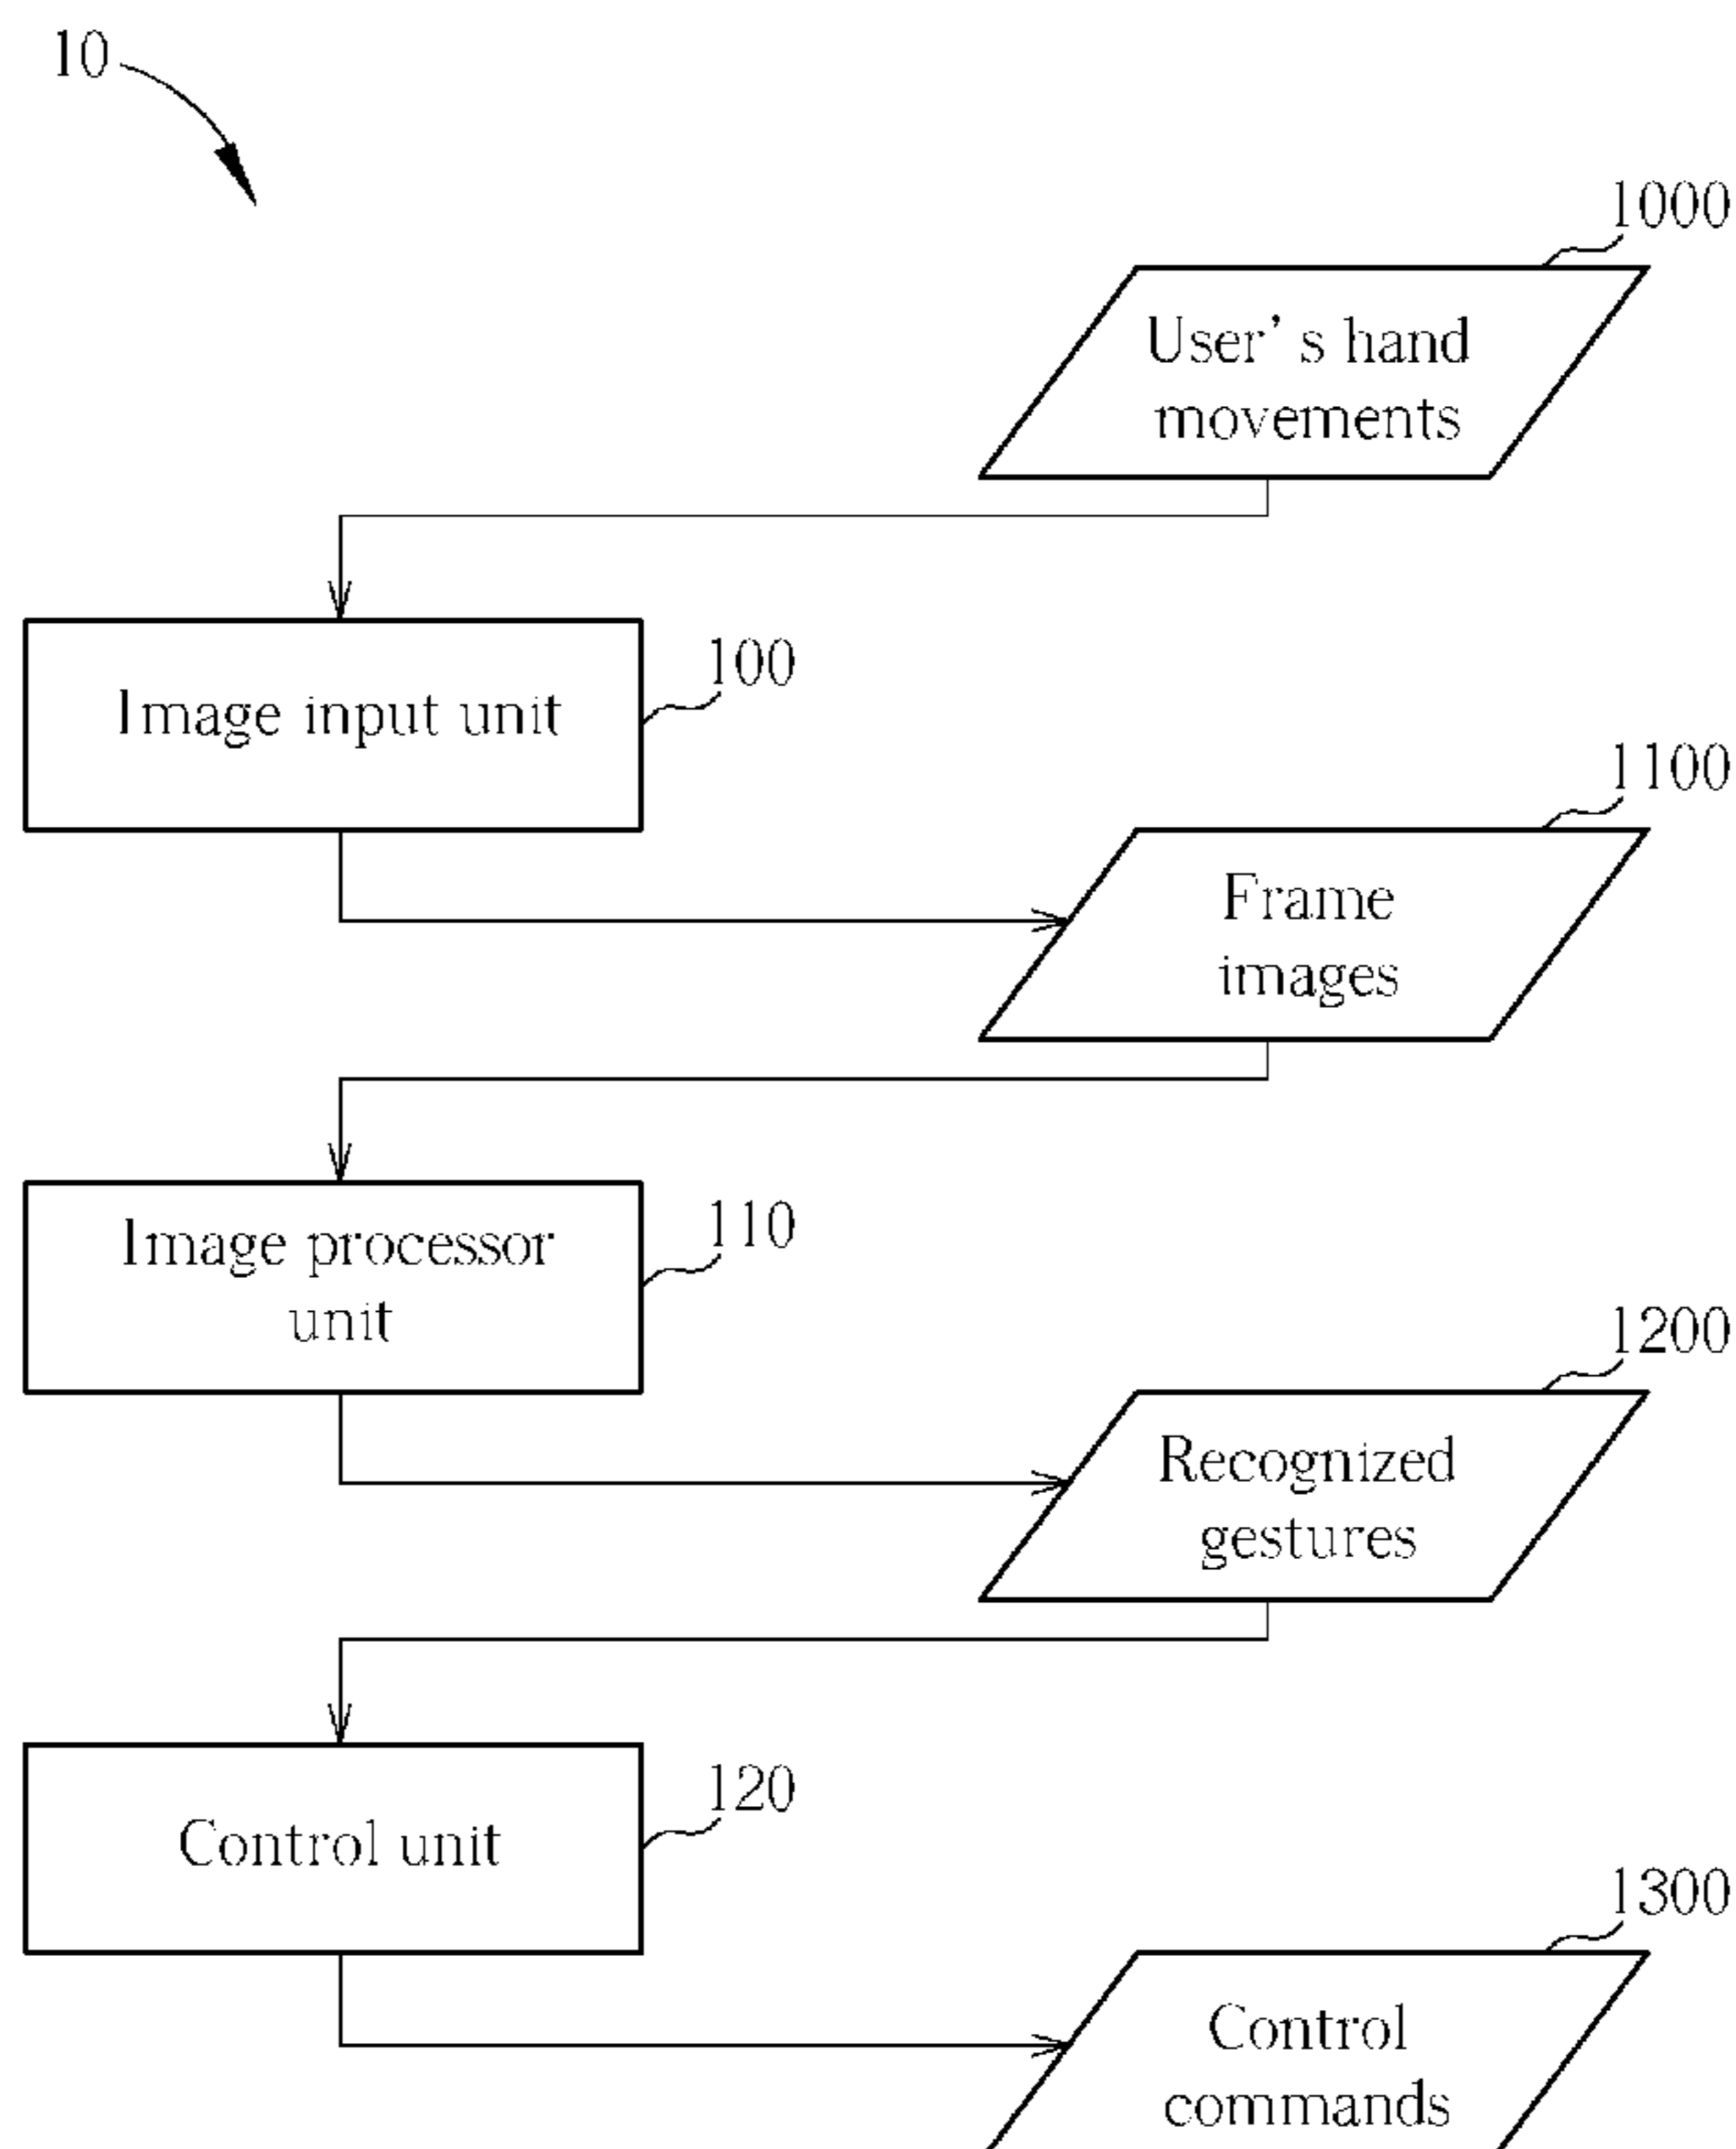 10
1000
User's hand
movements
Image input unit
100
1100
Frame
images
Image processor
unit
110
1200
Recognized
gestures
Control unit
120
1300
Control
commands